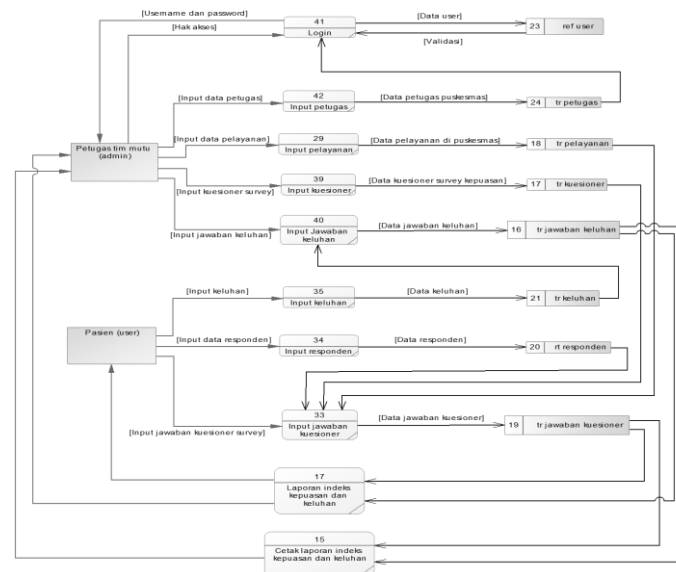 [Username dan password]
[Hak akses]
41
Login
[Data user]
[Validasi]
23 ref user
[Input data petugas]
42
Input petugas
[Data petugas puskesmas]
24 tr petugas
Petugas tim mutu
(admin)
[Input data pelayanan]
29
Input pelayanan
[Data pelayanan di puskesmas]
18 tr pelayanan
[Input kuesioner survey]
39
Input kuesioner
[Data kuesioner survey kepuasan]
17 tr kuesioner
[Input jawaban keluhan]
40
Input Jawaban
keluhan
[Data jawaban keluhan]
16 tr jawaban keluhan
[Input keluhan]
35
Input keluhan
[Data keluhan]
21 tr keluhan
Pasien (user)
[Input data responden]
34
Input responden
[Data responden]
20 rt responden
[Input jawaban kuesioner survey]
33
Input jawaban
kuesioner
[Data jawaban kuesioner]
19 tr jawaban kuesioner
17
Laporan indeks
kepuasan dan
keluhan
15
Cetak laporan indeks
kepuasan dan keluhan